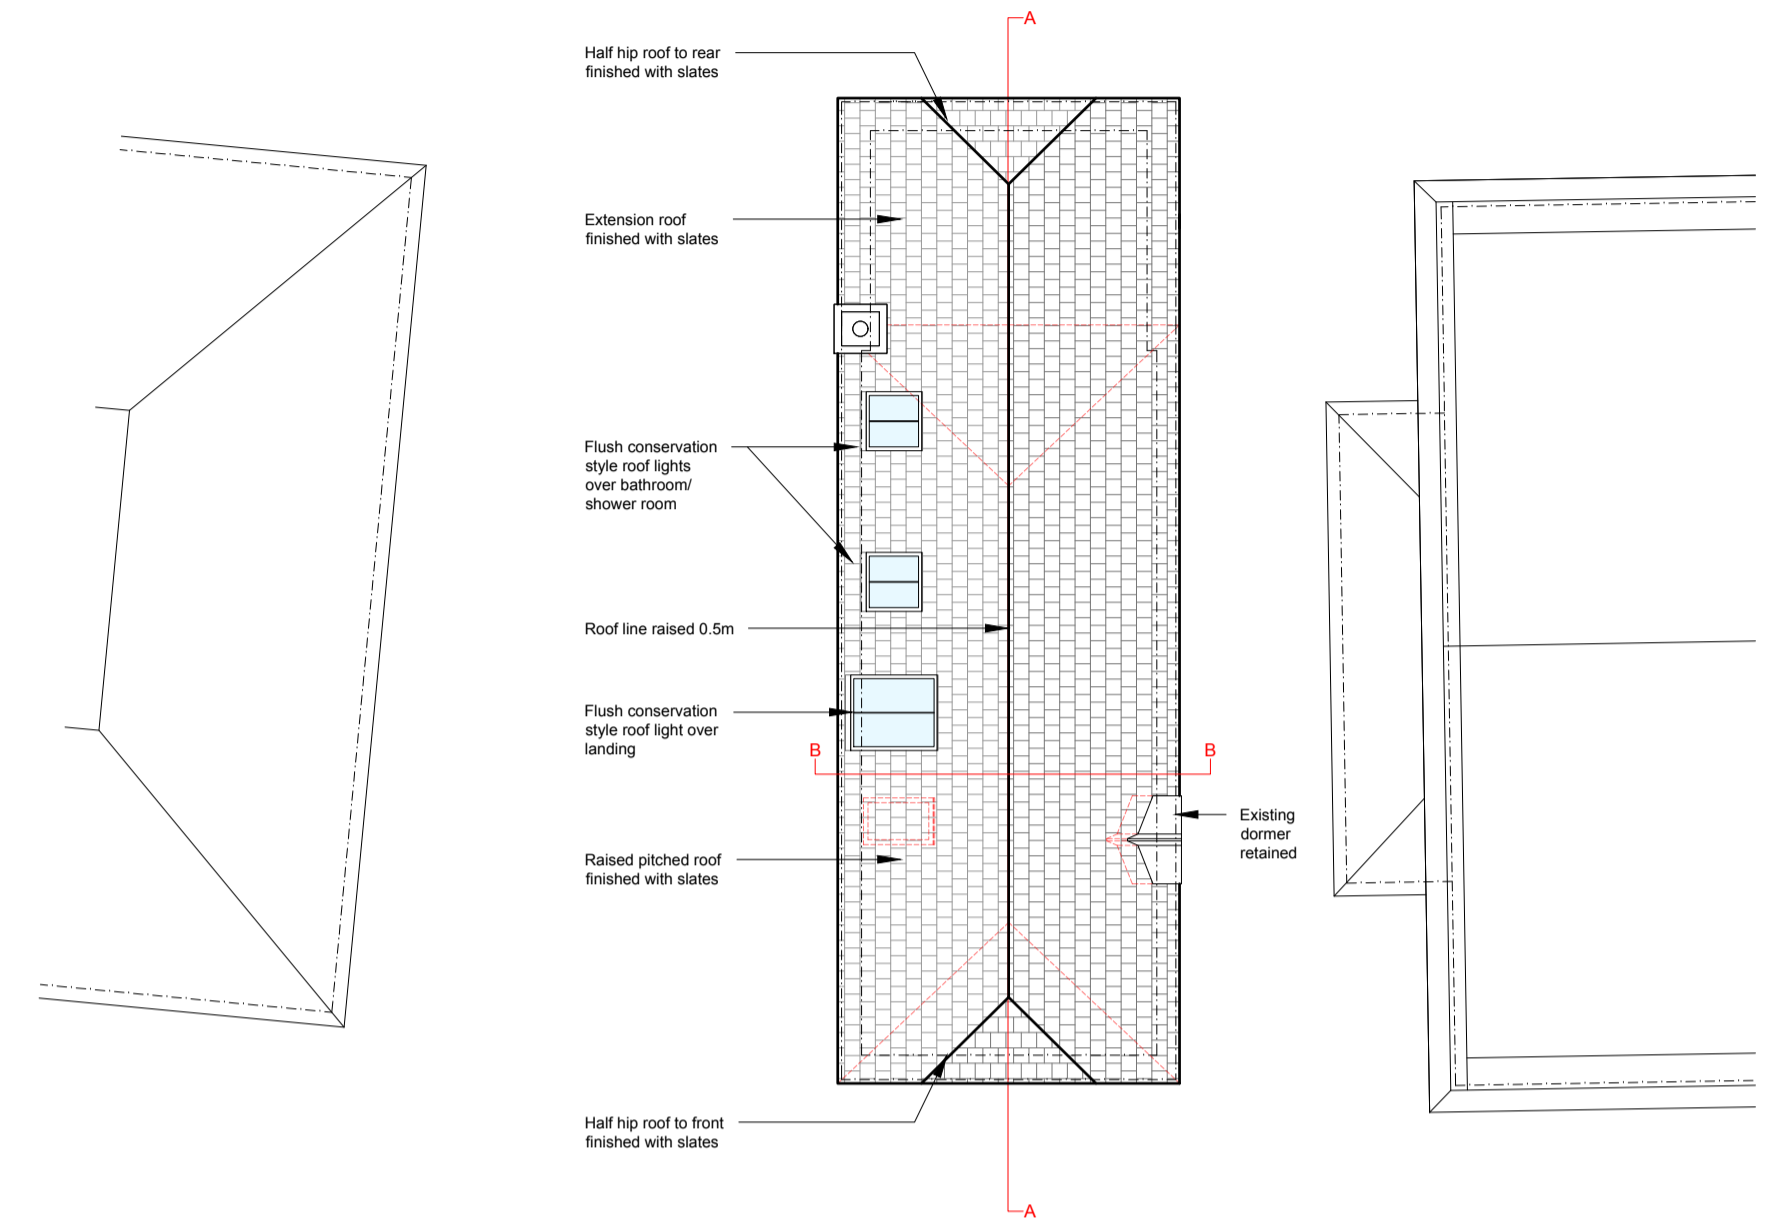 A
Half hip roof to rear
finished with slates
Extension roof
finished with slates
Flush conservation
style roof lights
over bathroom/
shower room
Roof line raised 0.5m
Flush conservation
style roof light over
landing
B
B
Existing
dormer
retained
Raised pitched roof
finished with slates
Half hip roof to front
finished with slates
A